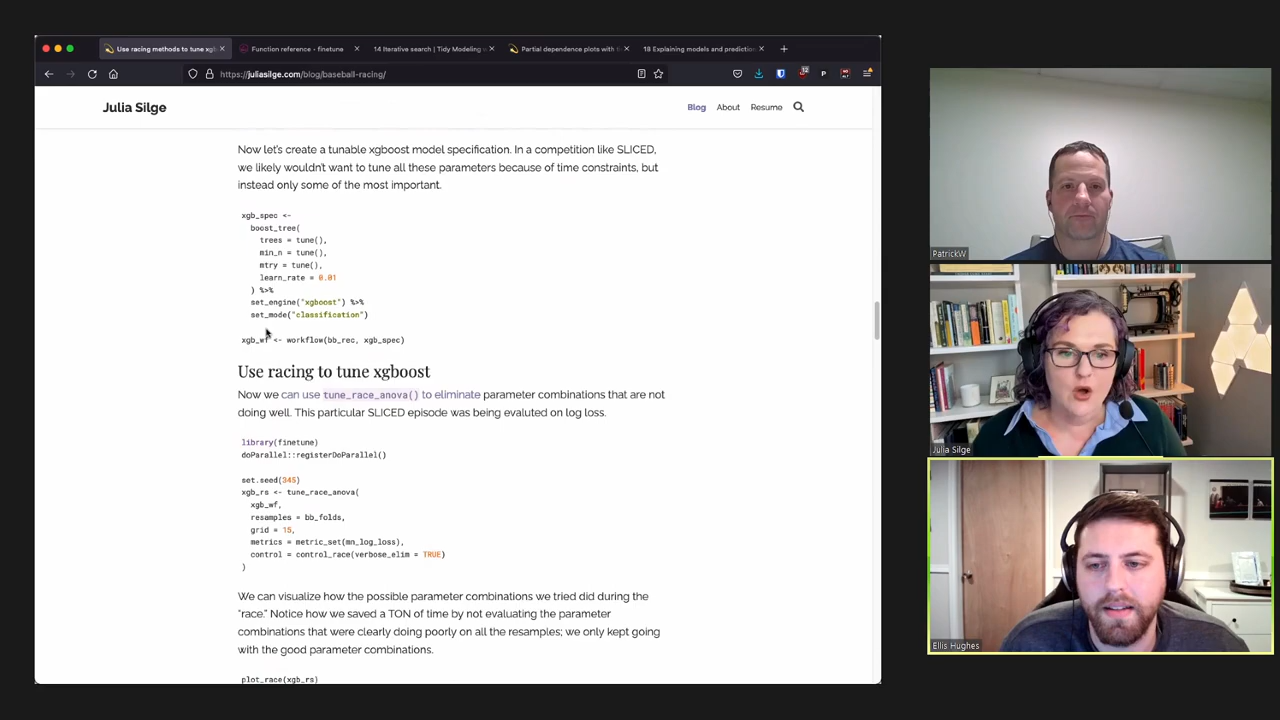 Use racing methods to tune xgb
Function reference - finetune
14 Iterative search | Tidy Modeling w
Partial dependence plots with t
18 Explaining models and prediction
https://juliasilge.com/blog/baseball-racing/
Julia Silge
Blog
About
Resume
Now let's create a tunable xgboost model specification. In a competition like SLICED,
we likely wouldn't want to tune all these parameters because of time constraints, but
instead only some of the most important.
xgb_spec <-
boost_tree(
trees = tune(),
min_n = tune(),
mtry = tune(),
learn_rate = 0.01
) %>%
set_engine("xgboost") %>%
set_mode("classification")
xgb_wf <- workflow(bb_rec, xgb_spec)
Use racing to tune xgboost
Now we can use tune_race_anova() to eliminate parameter combinations that are not
doing well. This particular SLICED episode was being evaluted on log loss.
library(finetune)
doParallel::registerDoParallel()
set.seed(345)
xgb_rs <- tune_race_anova(
xgb_wf,
resamples = bb_folds,
grid = 15,
metrics = metric_set(mn_log_loss),
control = control_race(verbose_elim = TRUE)
)
We can visualize how the possible parameter combinations we tried did during the
"race." Notice how we saved a TON of time by not evaluating the parameter
combinations that were clearly doing poorly on all the resamples; we only kept going
with the good parameter combinations.
plot_race(xgb_rs)
PatrickW
Julia Silge
Ellis Hughes